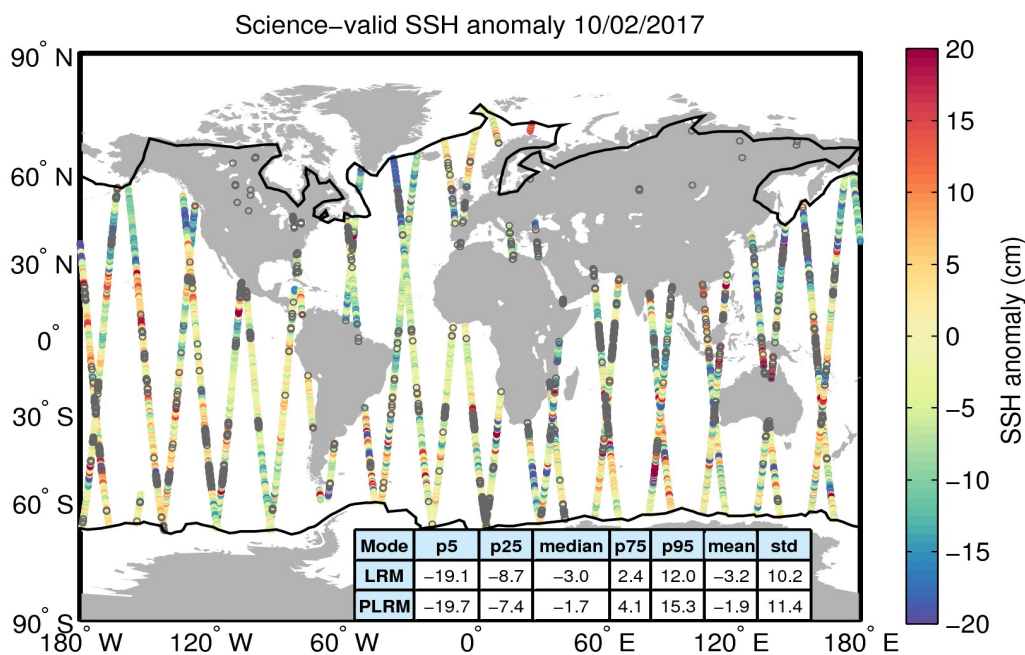 Science−valid SSH anomaly 10/02/2017
90° N
60° N
30° N
0°
30° S
60° S
90° S
180° W
120° W
60° W
0°
60° E
120° E
180° E
Mode p5 p25 median p75 p95 mean std
LRM −19.1 −8.7 −3.0 2.4 12.0 −3.2 10.2
PLRM −19.7 −7.4 −1.7 4.1 15.3 −1.9 11.4
20
15
10
5
0
−5
−10
−15
−20
SSH anomaly (cm)